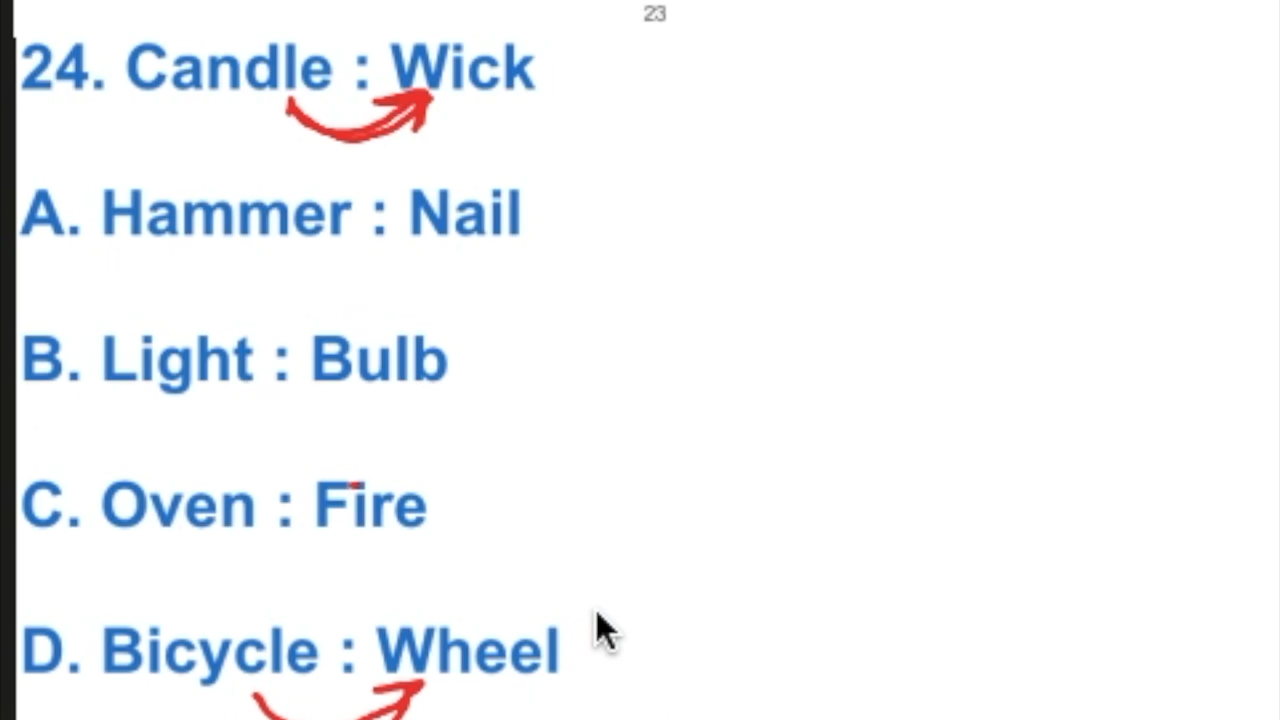 23
24. Candle : Wick
A. Hammer : Nail
B. Light : Bulb
C. Oven : Fire
D. Bicycle : Wheel